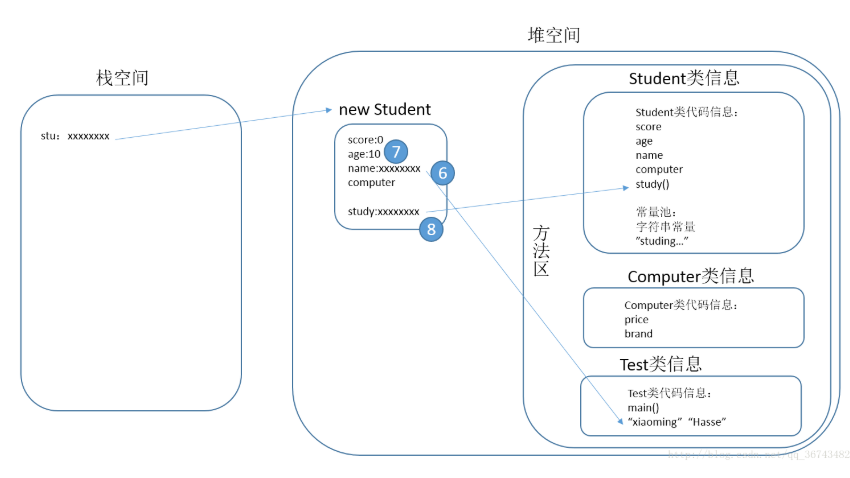 堆空间
栈空间
Student类信息
new Student
stu：xxxxxxxx
Student类代码信息：
score
age
name
computer
study()
score:0
age:10
7
name:xxxxxxxx
6
computer
study:xxxxxxxx
8
常量池：
字符串常量
”studing...”
方法区
Computer类信息
Computer类代码信息：
price
brand
Test类信息
Test类代码信息：
main()
“xiaoming” “Hasse”